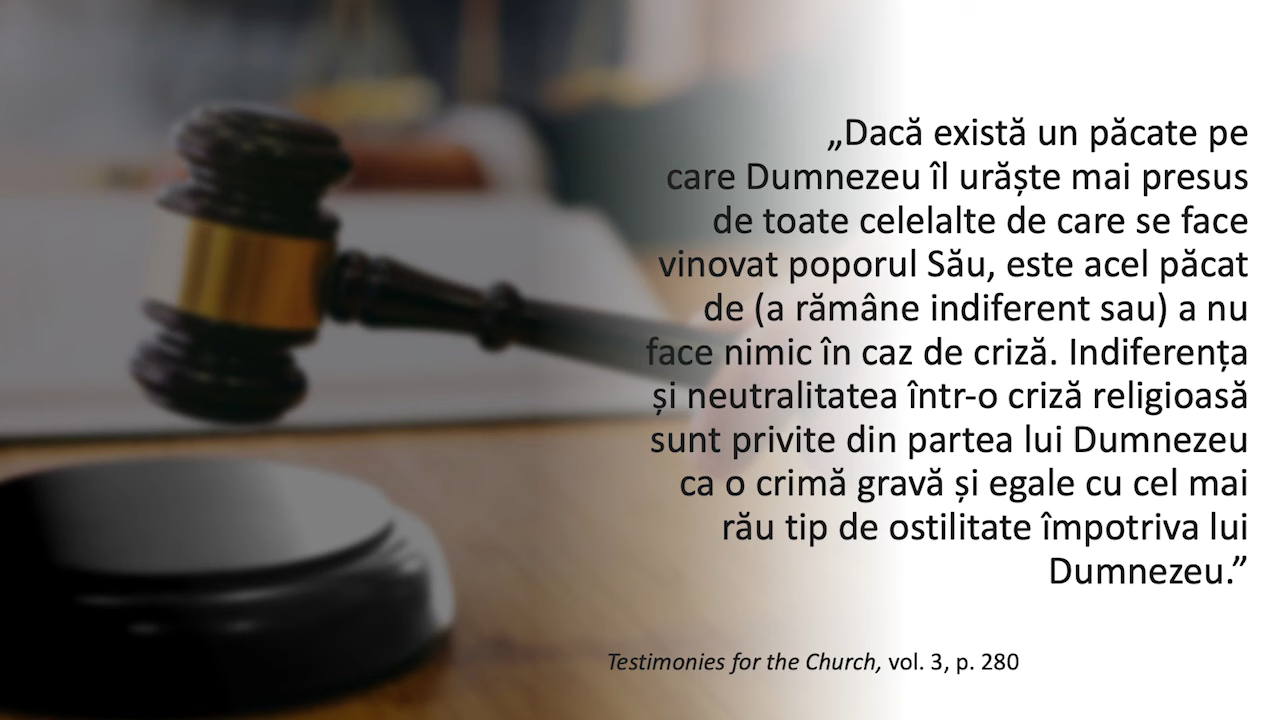 „Dacă există un păcate pe
care Dumnezeu îl urăște mai presus
de toate celelalte de care se face
vinovat poporul Său, este acel păcat
de (a rămâne indiferent sau) a nu
face nimic în caz de criză. Indiferența
și neutralitatea într-o criză religioasă
sunt privite din partea lui Dumnezeu
ca o crimă gravă și egale cu cel mai
rău tip de ostilitate împotriva lui
Dumnezeu.”
Testimonies for the Church, vol. 3, p. 280